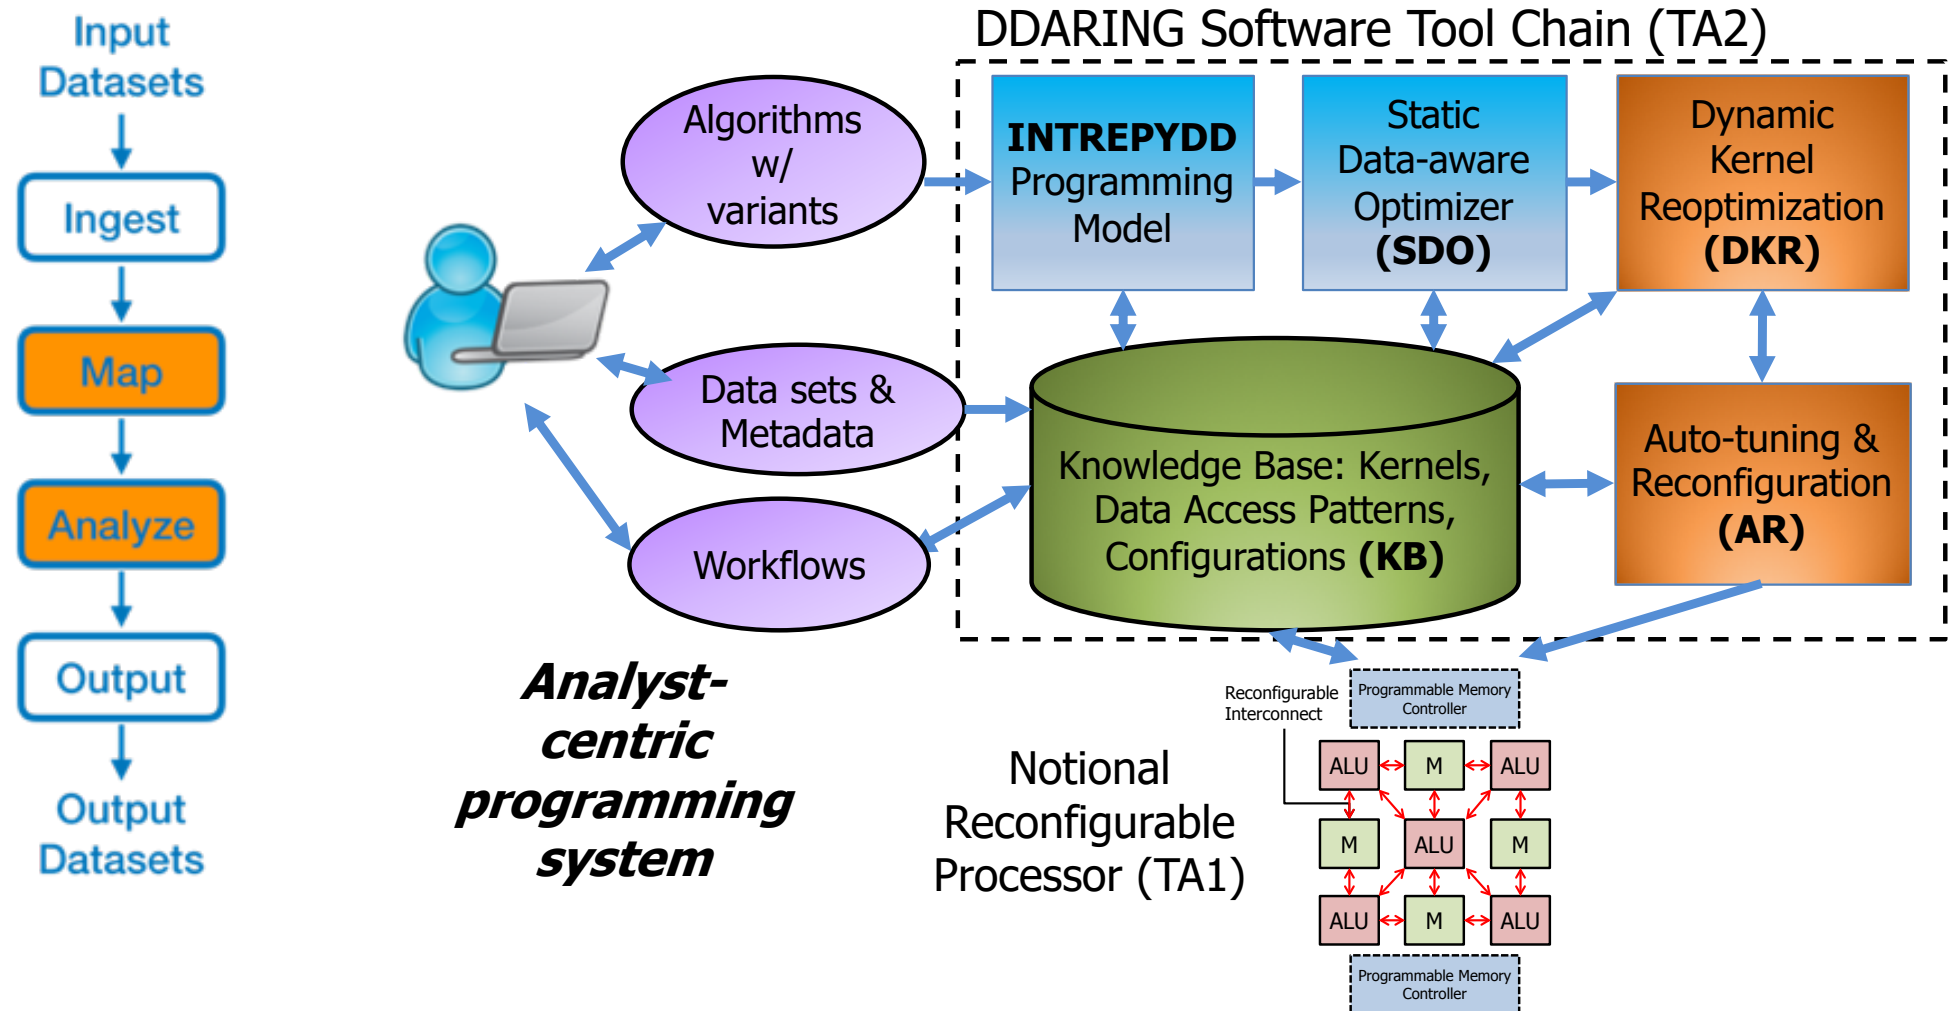 Input
Datasets
Ingest
Map
Analyze
Output
Output
Datasets
DDARING Software Tool Chain (TA2)
Algorithms
w/
variants
INTREPYDD
Programming
Model
Static
Data-aware
Optimizer
(SDO)
Dynamic
Kernel
Reoptimization
(DKR)
Data sets &
Metadata
Knowledge Base: Kernels,
Data Access Patterns,
Configurations (KB)
Auto-tuning &
Reconfiguration
(AR)
Workflows
Analyst-
centric
programming
system
Notional
Reconfigurable
Processor (TA1)
Reconfigurable
Interconnect
Programmable Memory
Controller
ALU M ALU
M ALU M
ALU M ALU
Programmable Memory
Controller